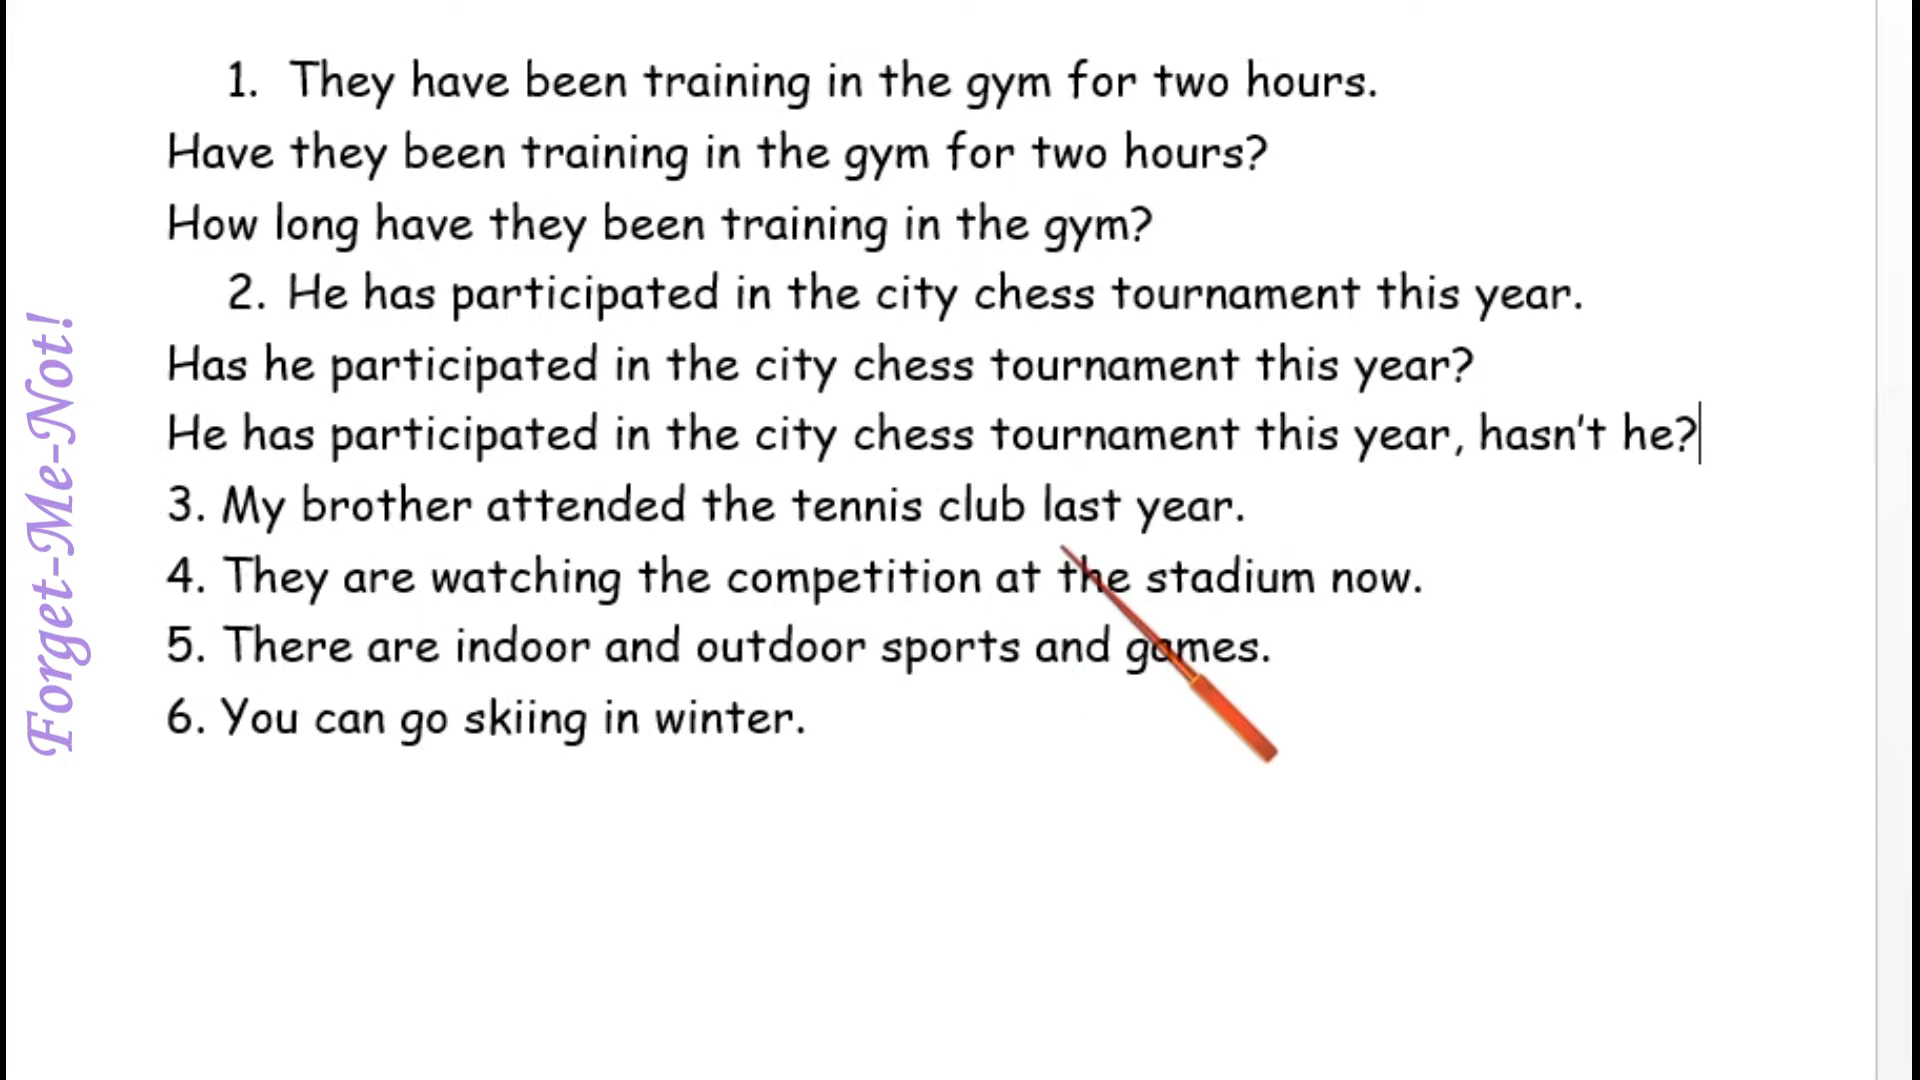 1. They have been training in the gym for two hours.
Have they been training in the gym for two hours?
How long have they been training in the gym?
2. He has participated in the city chess tournament this year.
Has he participated in the city chess tournament this year?
He has participated in the city chess tournament this year, hasn't he?
3. My brother attended the tennis club last year.
4. They are watching the competition at the stadium now.
5. There are indoor and outdoor sports and games.
6. You can go skiing in winter.
Forget-Me-Not!